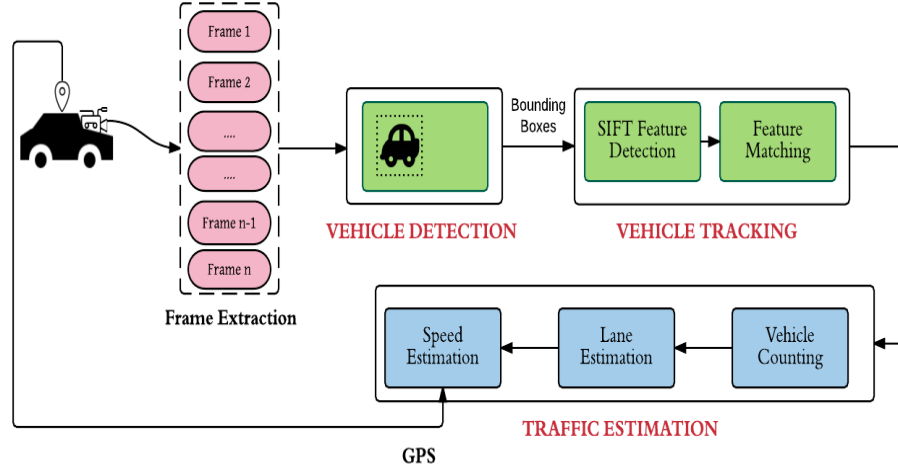 Frame 1
Frame 2
....
....
Frame n-1
Frame n
Frame Extraction
VEHICLE DETECTION
Bounding
Boxes
SIFT Feature
Detection
Feature
Matching
VEHICLE TRACKING
Speed
Estimation
Lane
Estimation
Vehicle
Counting
TRAFFIC ESTIMATION
GPS